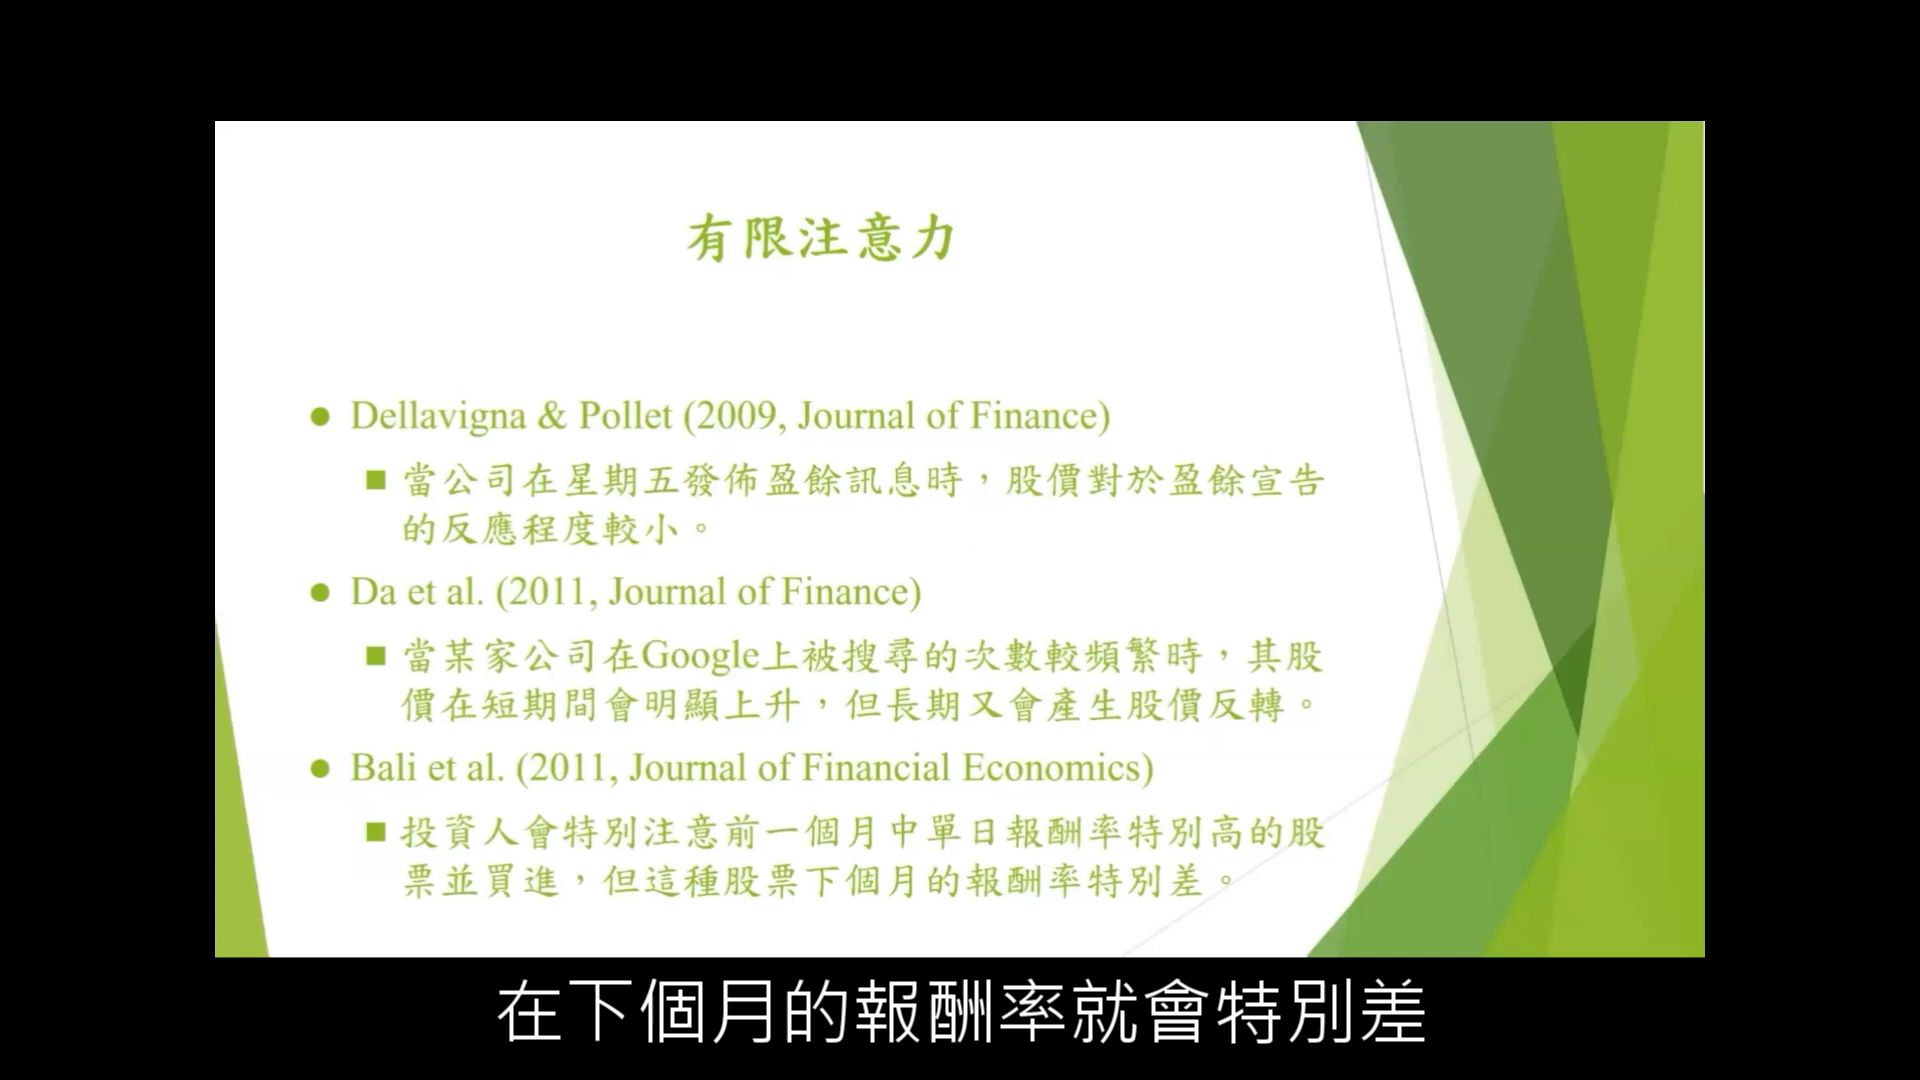 有限注意力
Dellavigna & Pollet (2009, Journal of Finance)
當公司在星期五發佈盈餘訊息時，股價對於盈餘宣告
的反應程度較小。
Da et al. (2011, Journal of Finance)
當某家公司在Google上被搜尋的次數較頻繁時，其股
價在短期間會明顯上升，但長期又會產生股價反轉。
Bali et al. (2011, Journal of Financial Economics)
投資人會特別注意前一個月中單日報酬率特別高的股
票並買進，但這種股票下個月的報酬率特別差。
在下個月的報酬率就會特別差